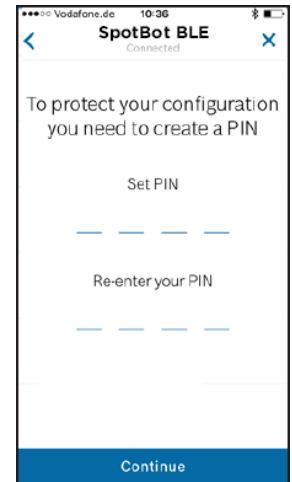 Vodafone.de 10:36
SpotBot BLE
Connected
To protect your configuration
you need to create a PIN
Set PIN
Re-enter your PIN
Continue